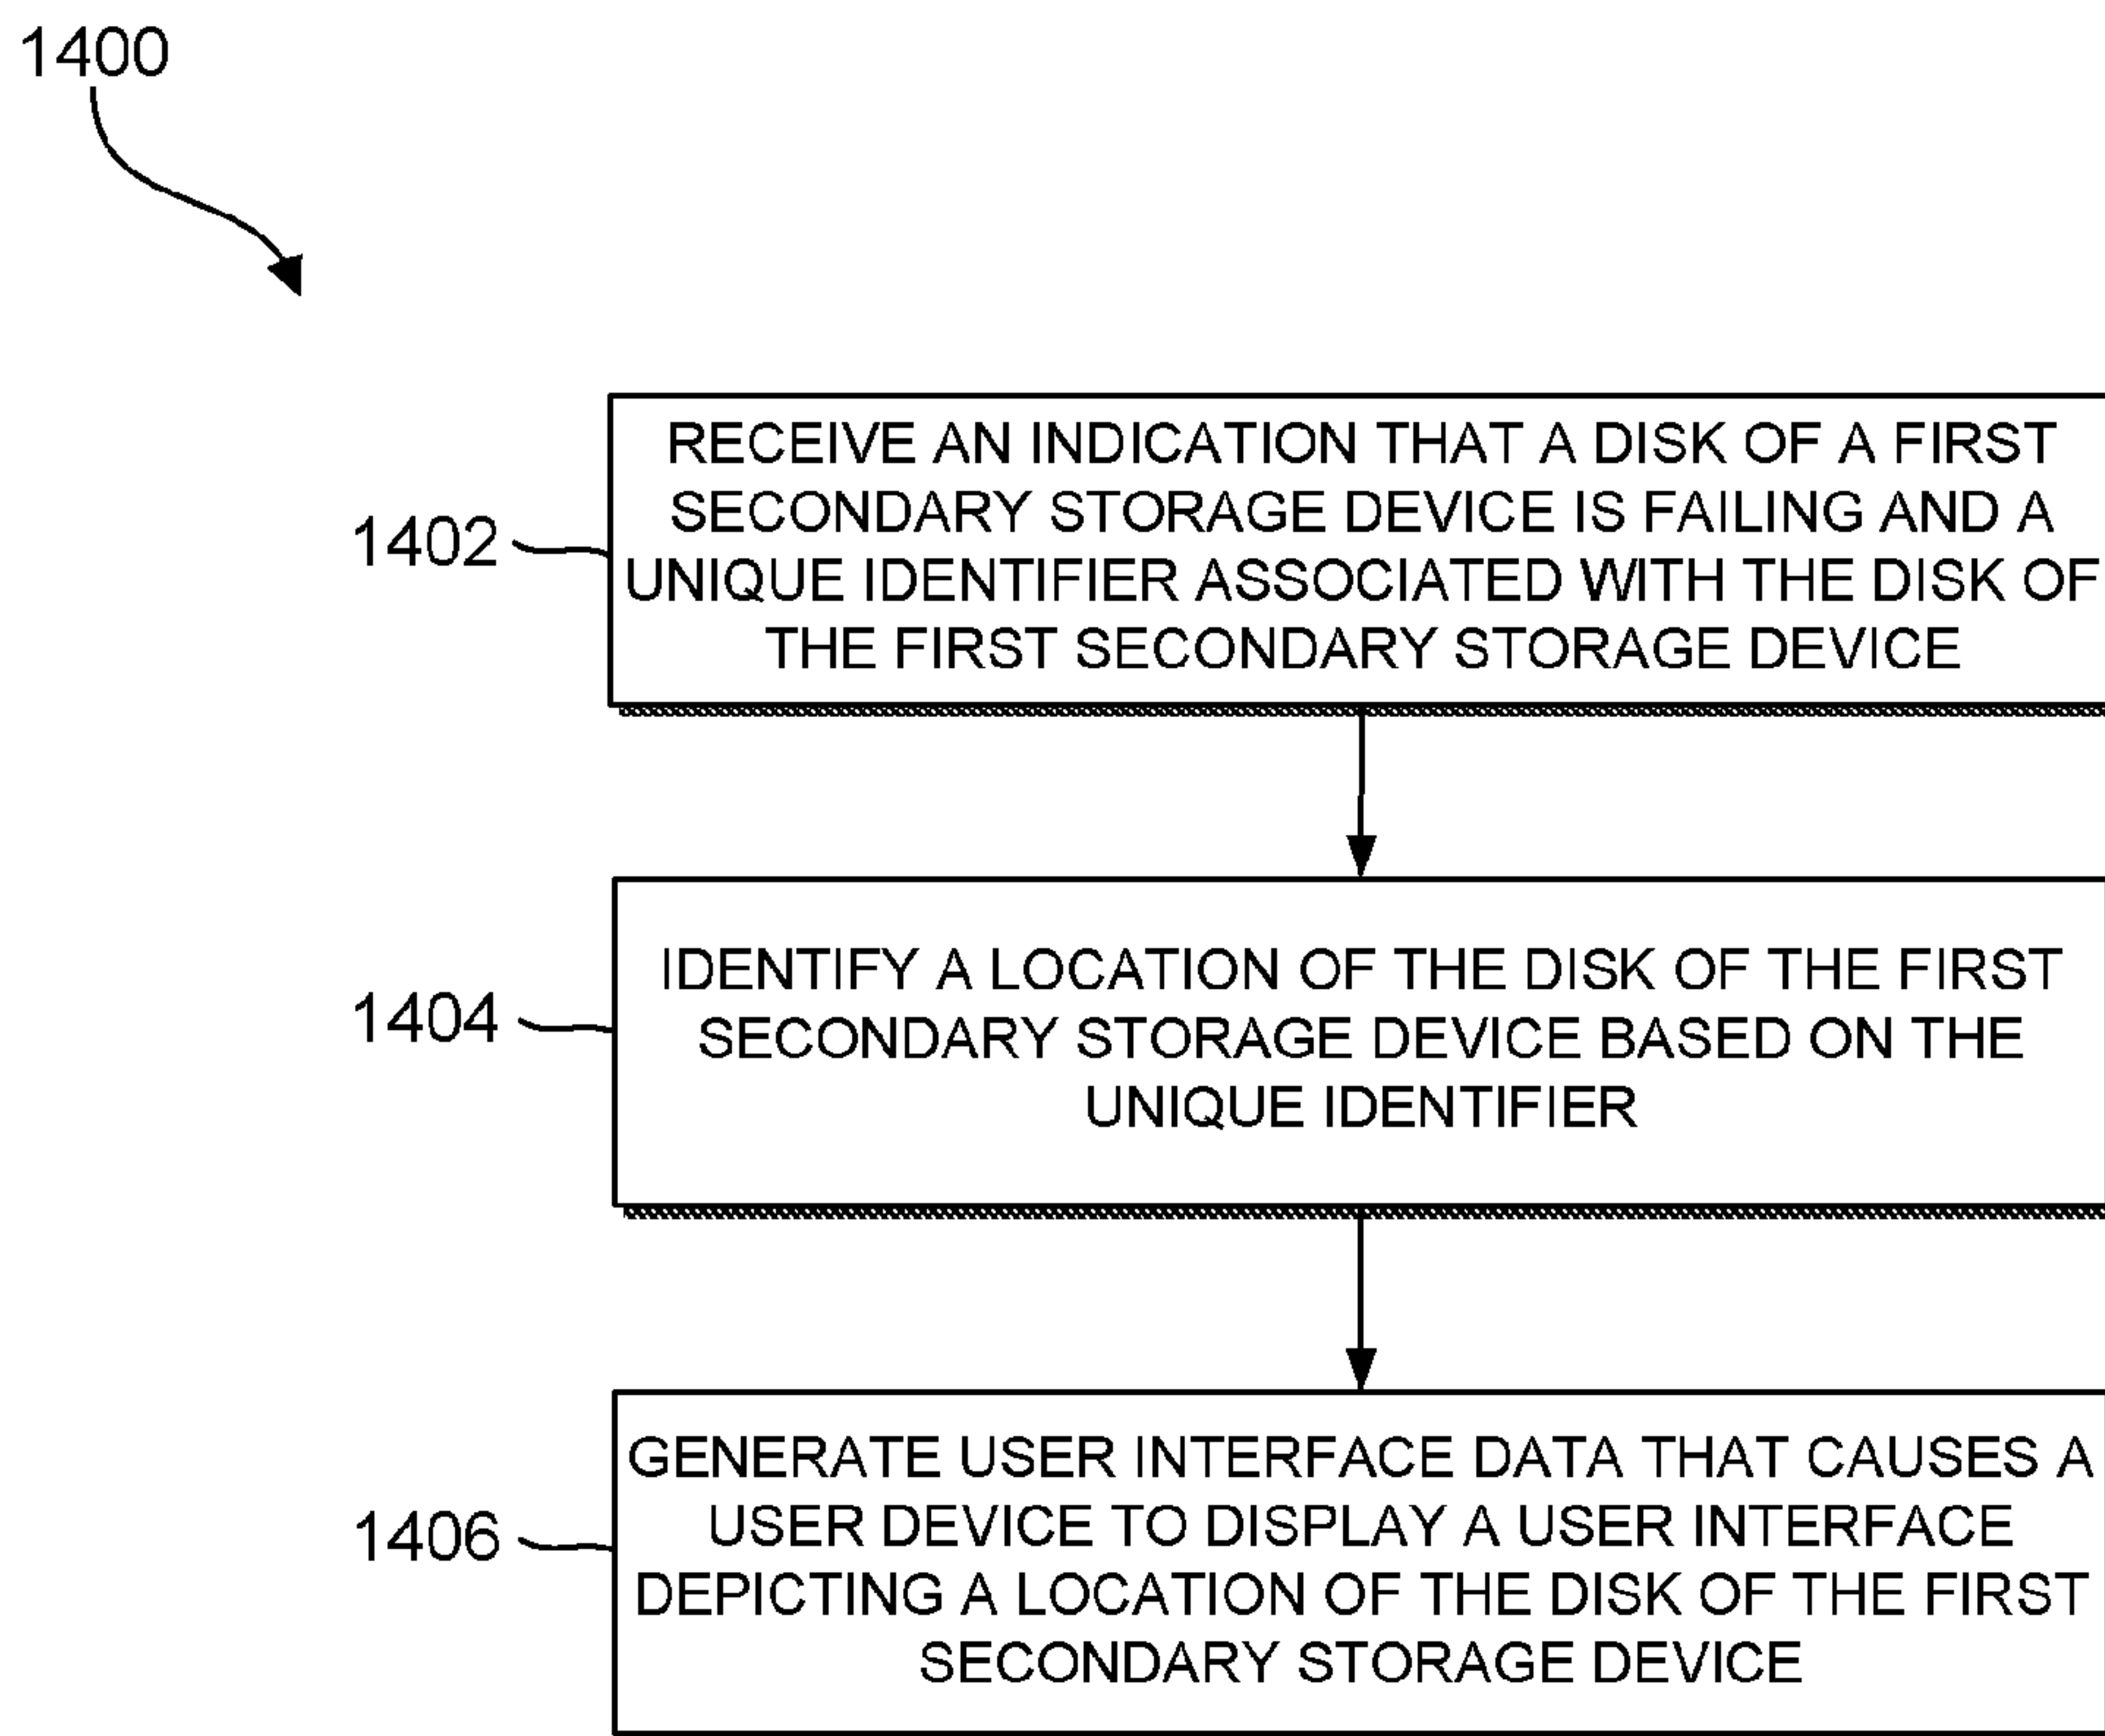 1400
1402
RECEIVE AN INDICATION THAT A DISK OF A FIRST
SECONDARY STORAGE DEVICE IS FAILING AND A
UNIQUE IDENTIFIER ASSOCIATED WITH THE DISK OF
THE FIRST SECONDARY STORAGE DEVICE
1404
IDENTIFY A LOCATION OF THE DISK OF THE FIRST
SECONDARY STORAGE DEVICE BASED ON THE
UNIQUE IDENTIFIER
1406
GENERATE USER INTERFACE DATA THAT CAUSES A
USER DEVICE TO DISPLAY A USER INTERFACE
DEPICTING A LOCATION OF THE DISK OF THE FIRST
SECONDARY STORAGE DEVICE